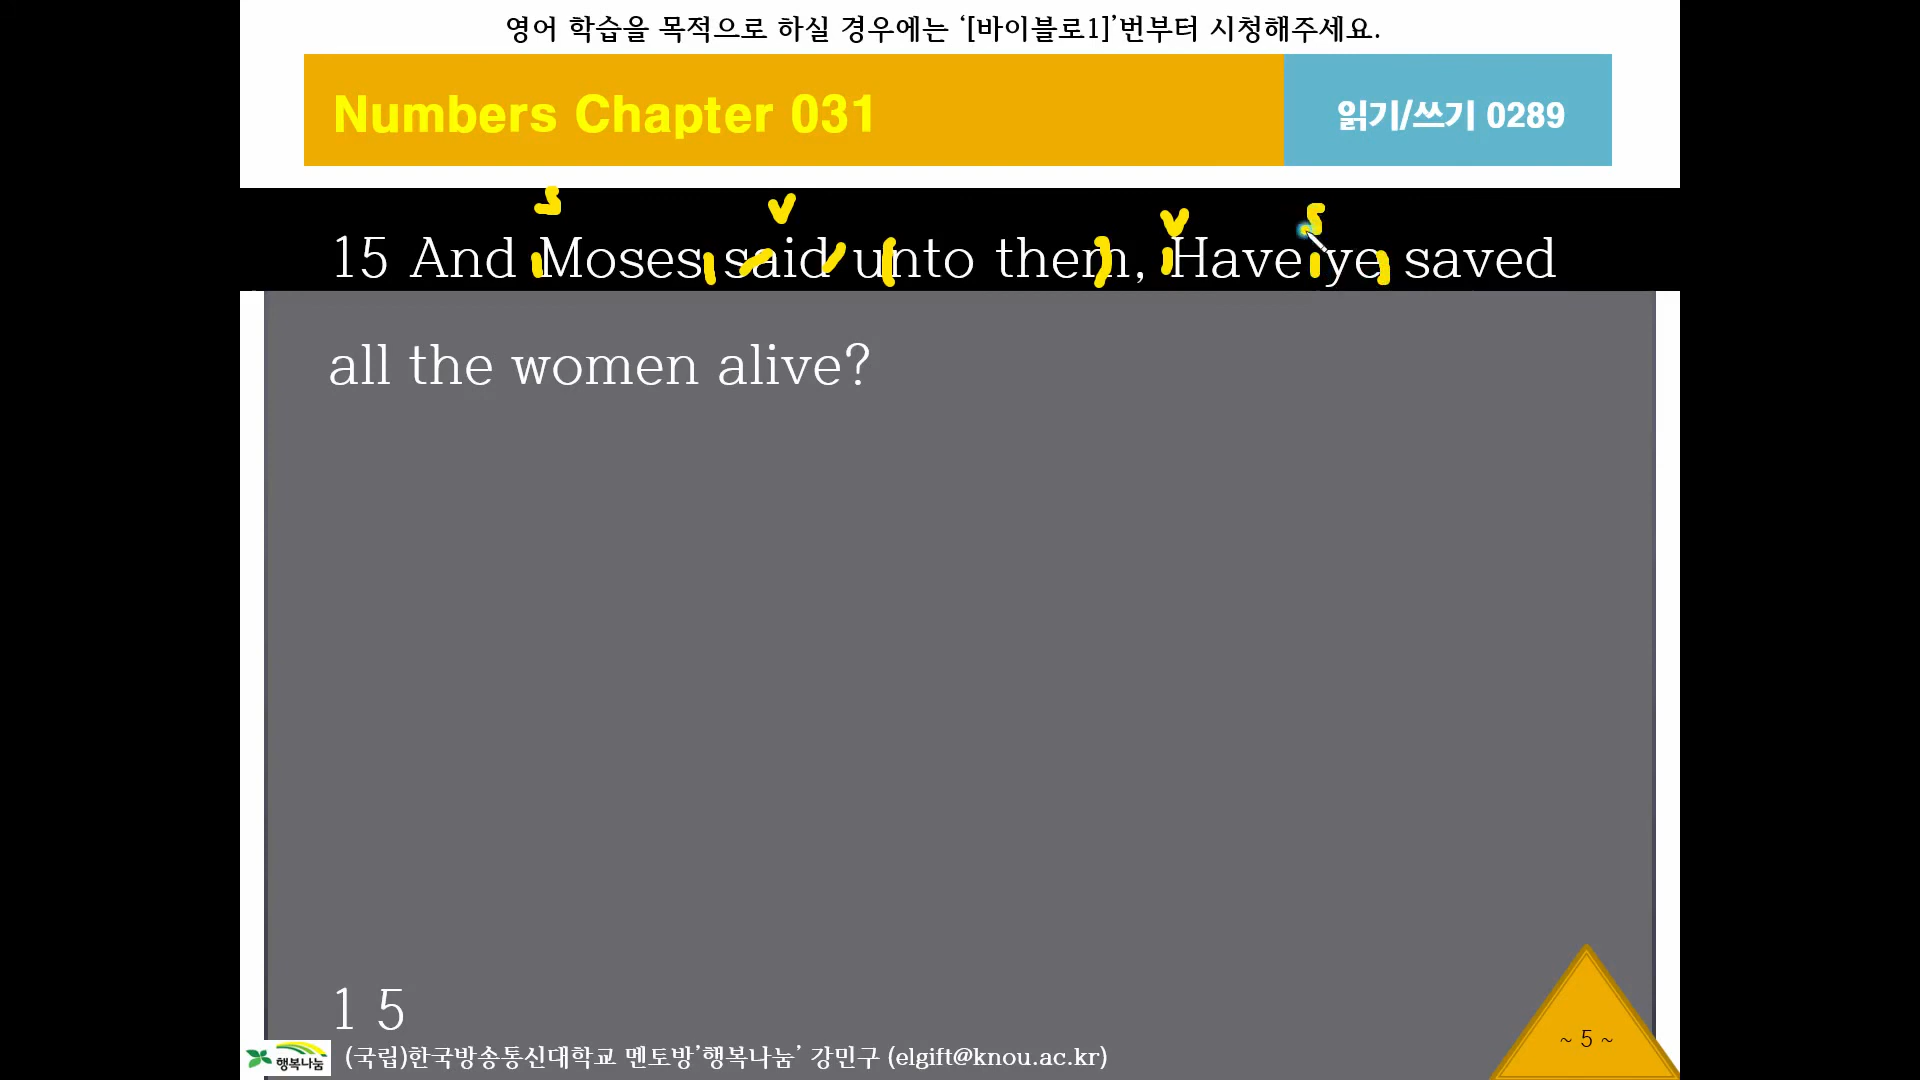 영어 학습을 목적으로 하실 경우에는 ‘[바이블로1]’번부터 시청해주세요.
Numbers Chapter 031
읽기/쓰기 0289
s v v s
15 And Moses said unto them, Have ye saved
all the women alive?
1 5
~ 5 ~
행복나눔
(국립)한국방송통신대학교 멘토방’행복나눔’ 강민구 (elgift@knou.ac.kr)